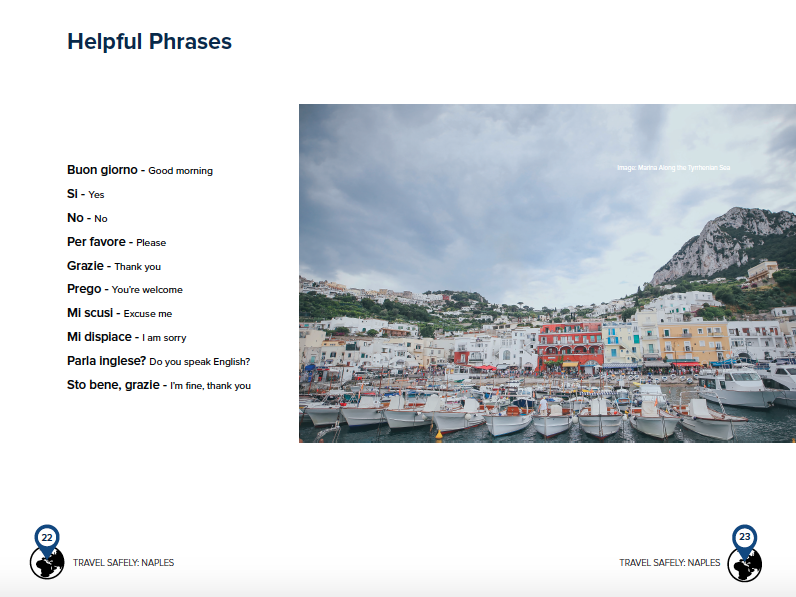 Helpful Phrases
Buon giorno - Good morning
Si - Yes
No - No
Per favore - Please
Grazie - Thank you
Prego - You're welcome
Mi scusi - Excuse me
Mi dispiace - I am sorry
Parla inglese? Do you speak English?
Sto bene, grazie - I'm fine, thank you
Image: Marina Along the Tyrrhenian Sea
22
TRAVEL SAFELY: NAPLES
TRAVEL SAFELY: NAPLES
23